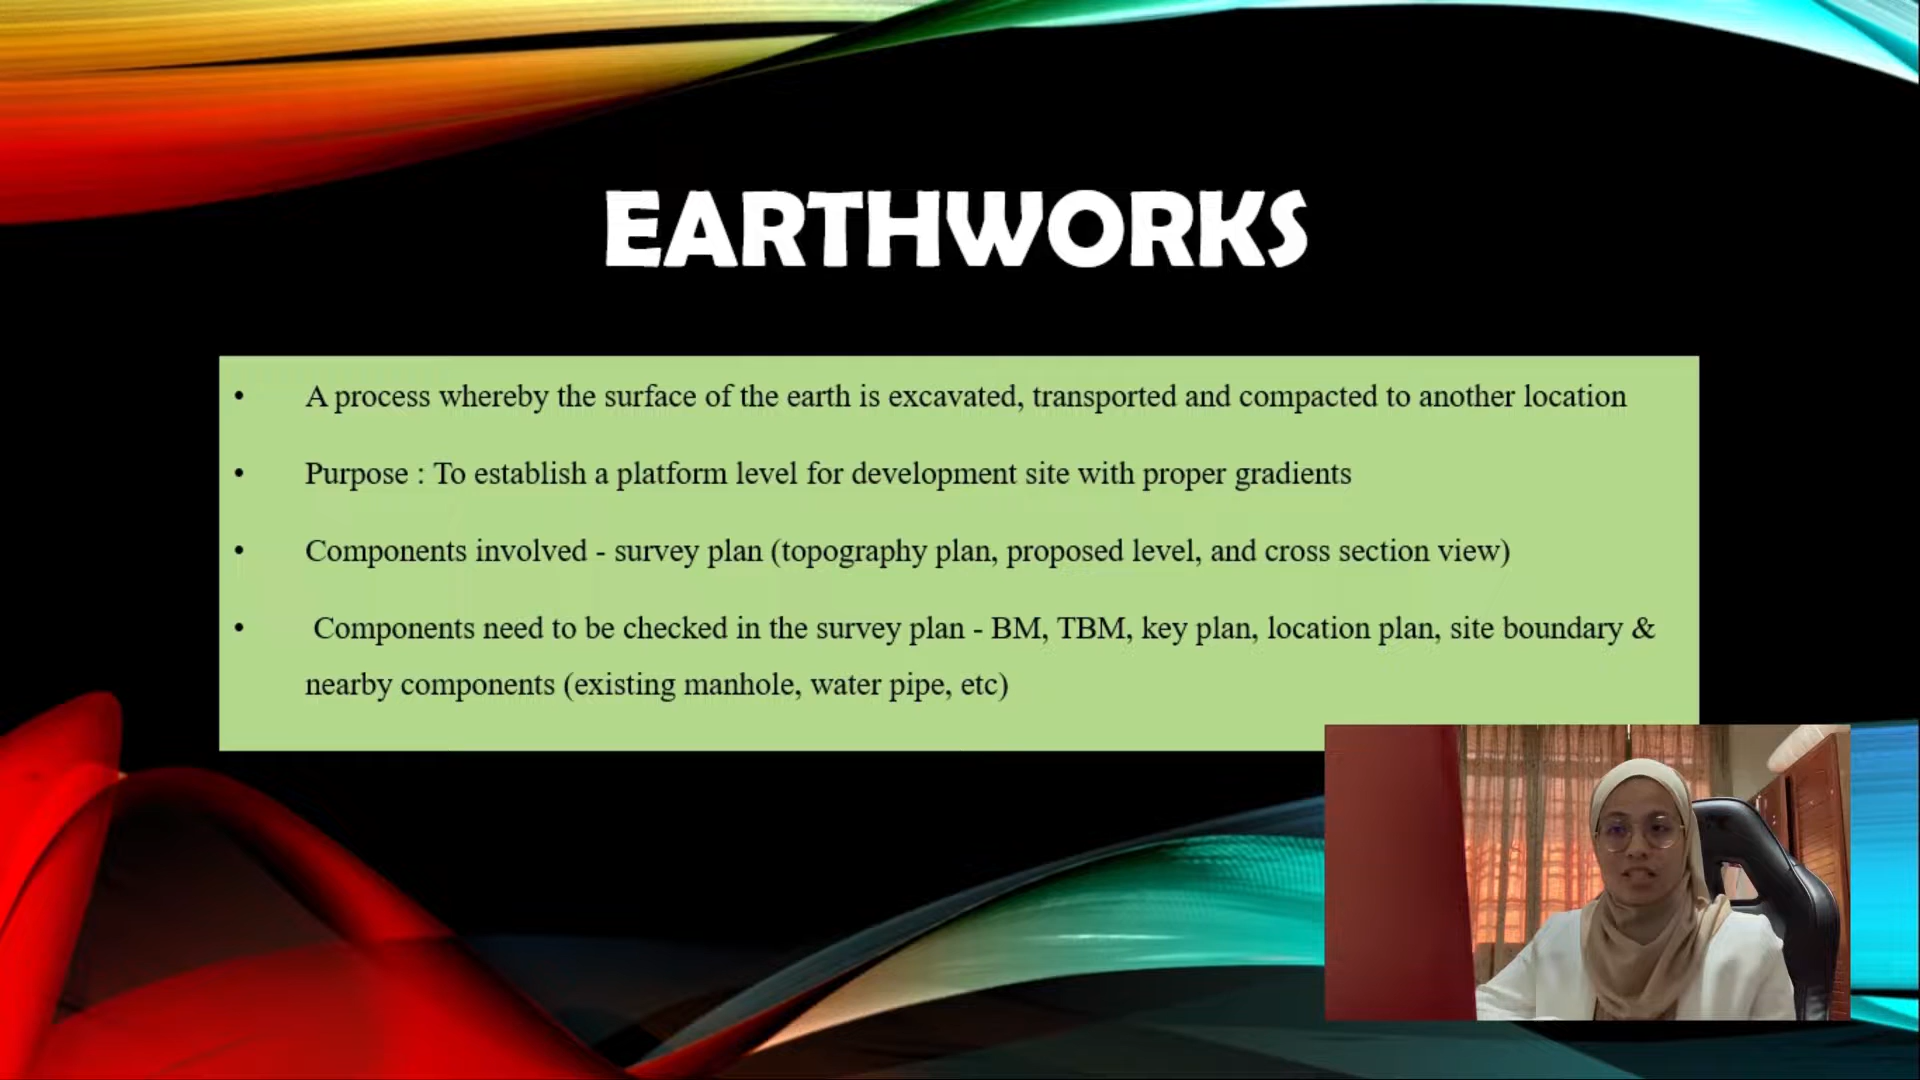 EARTHWORKS
• A process whereby the surface of the earth is excavated, transported and compacted to another location
• Purpose : To establish a platform level for development site with proper gradients
• Components involved - survey plan (topography plan, proposed level, and cross section view)
• Components need to be checked in the survey plan - BM, TBM, key plan, location plan, site boundary &
nearby components (existing manhole, water pipe, etc)